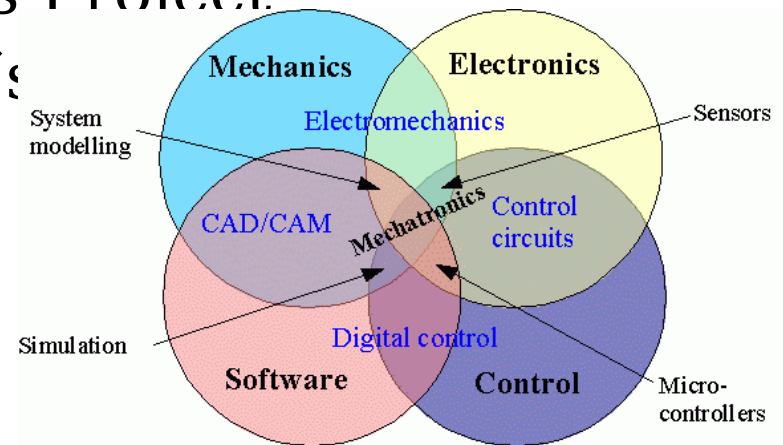 Mechanics
Electronics
System
modelling
Electromechanics
Sensors
CAD/CAM
Mechatronics
Control
circuits
Simulation
Digital control
Software
Control
Micro-
controllers